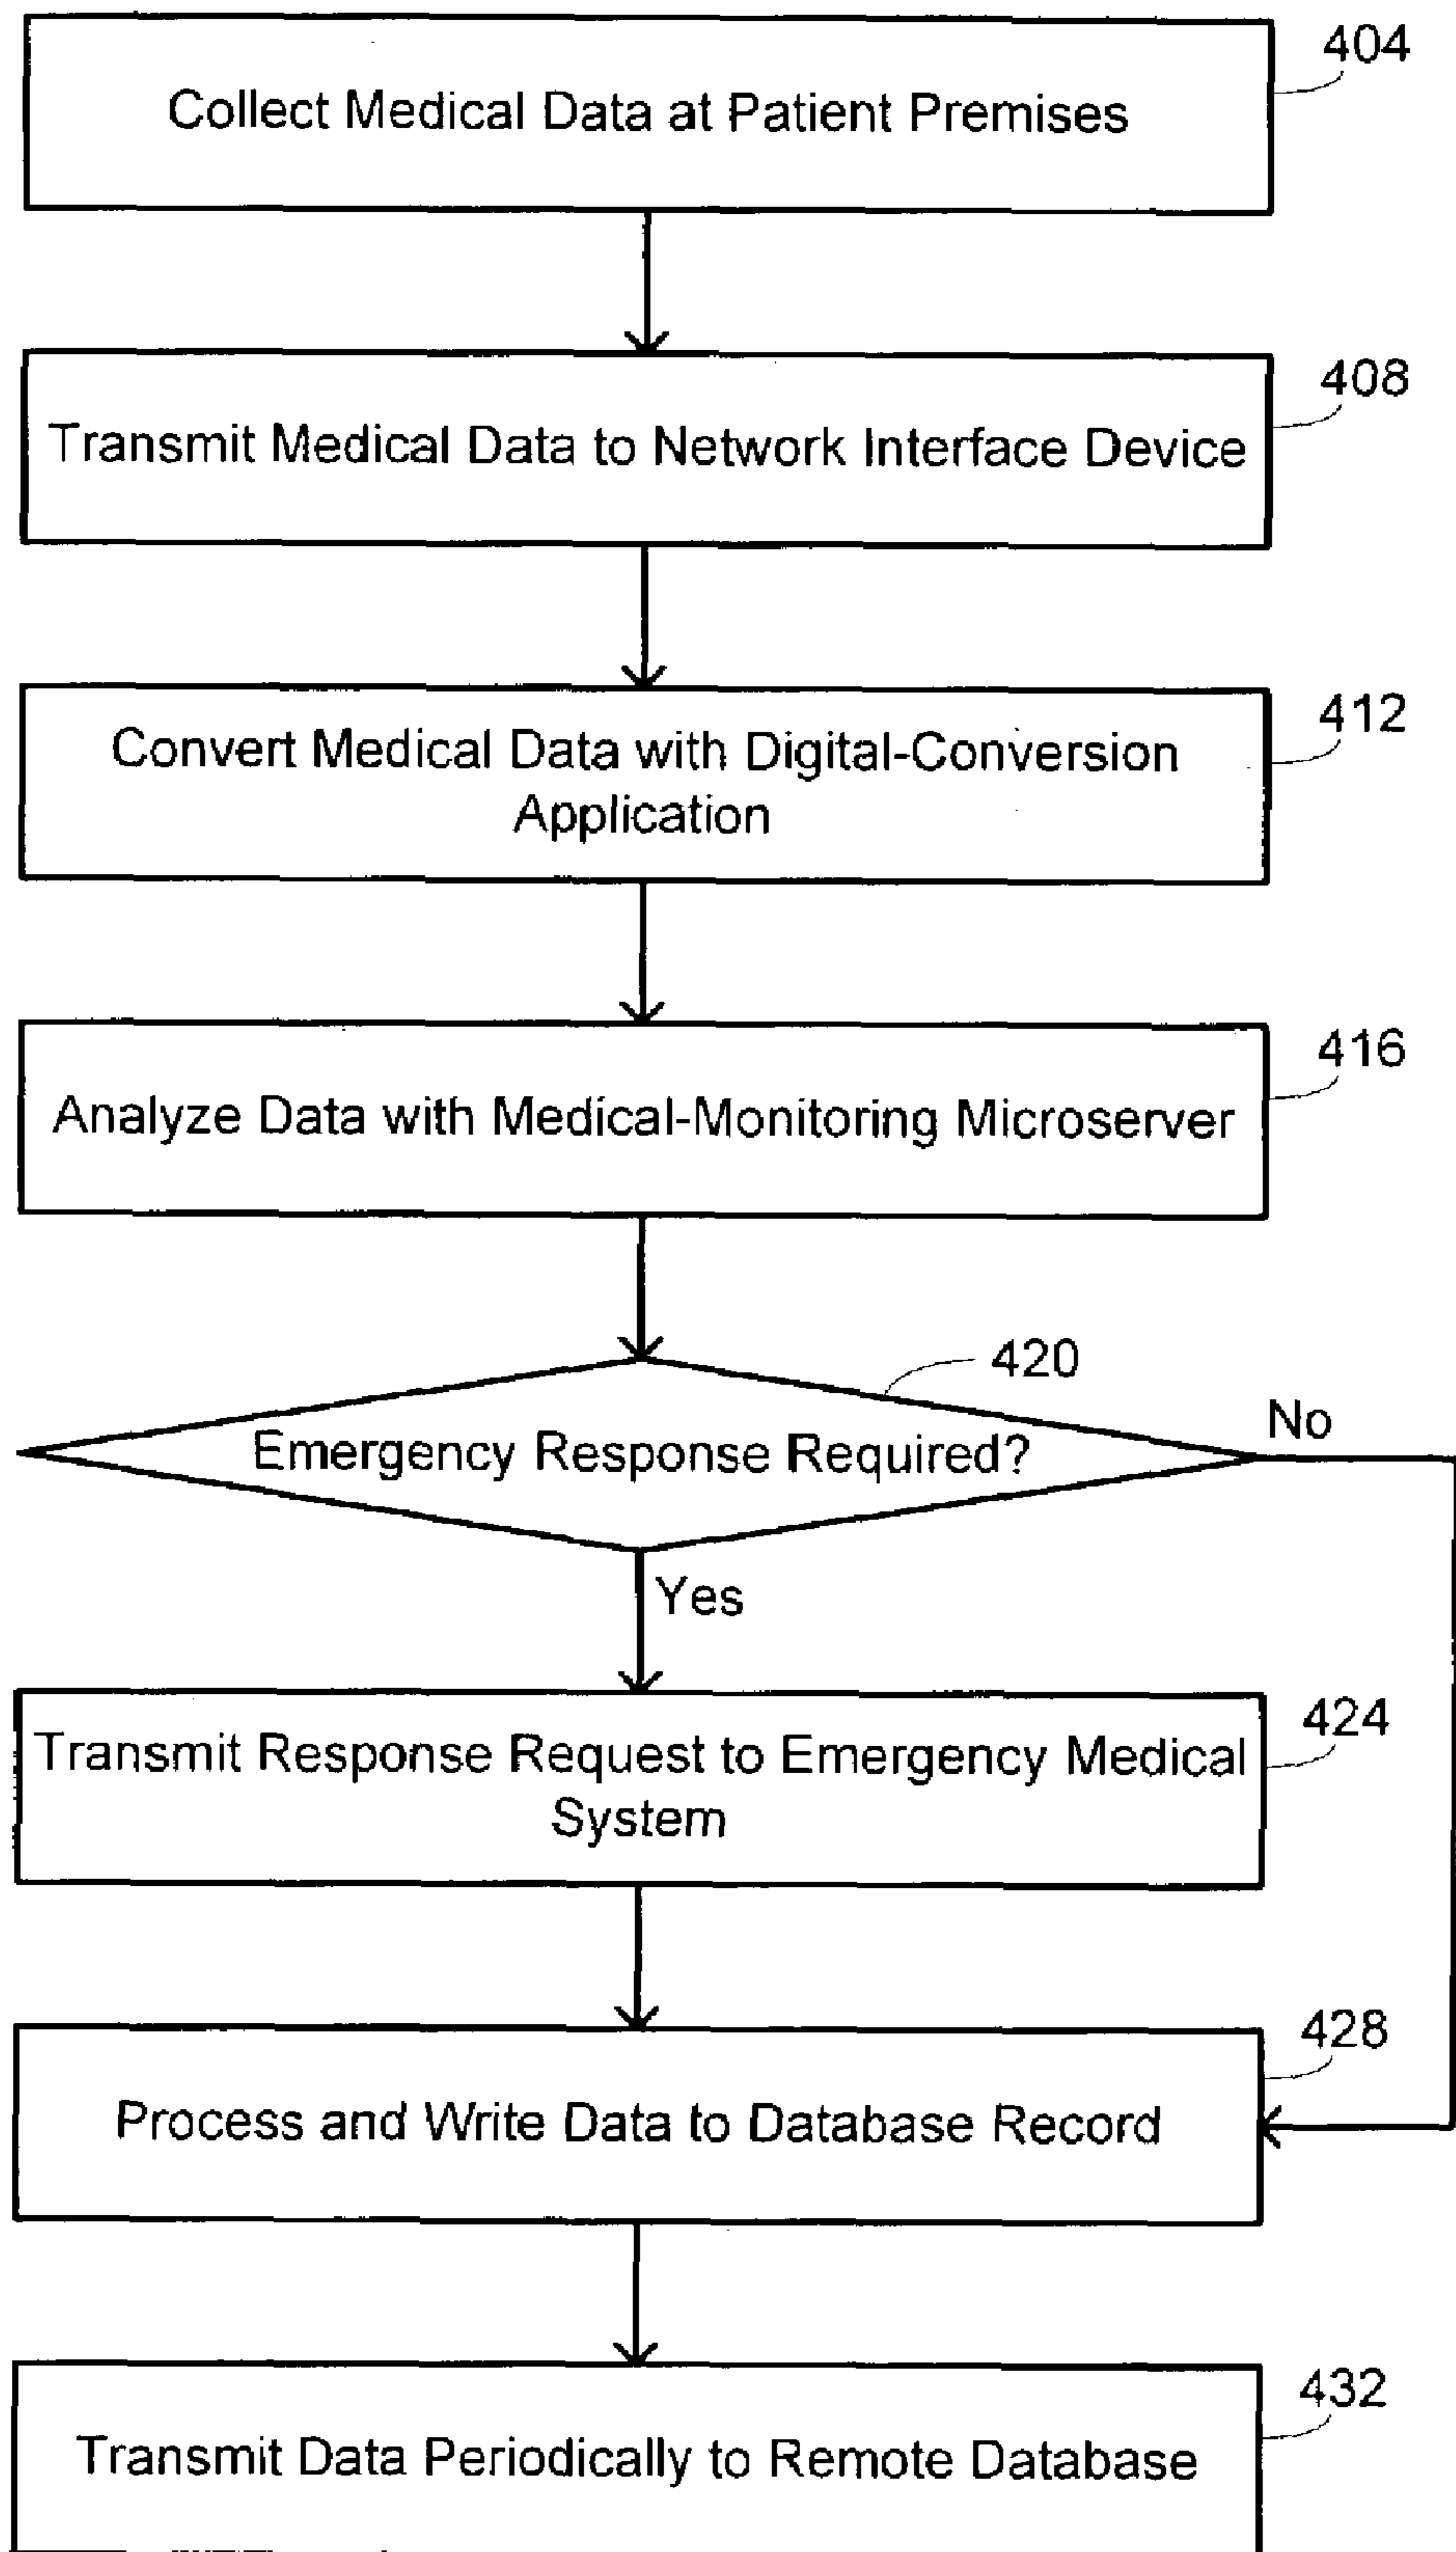 404
Collect Medical Data at Patient Premises
408
Transmit Medical Data to Network Interface Device
412
Convert Medical Data with Digital-Conversion
Application
416
Analyze Data with Medical-Monitoring Microserver
420
No
Emergency Response Required?
Yes
424
Transmit Response Request to Emergency Medical
System
428
Process and Write Data to Database Record
432
Transmit Data Periodically to Remote Database